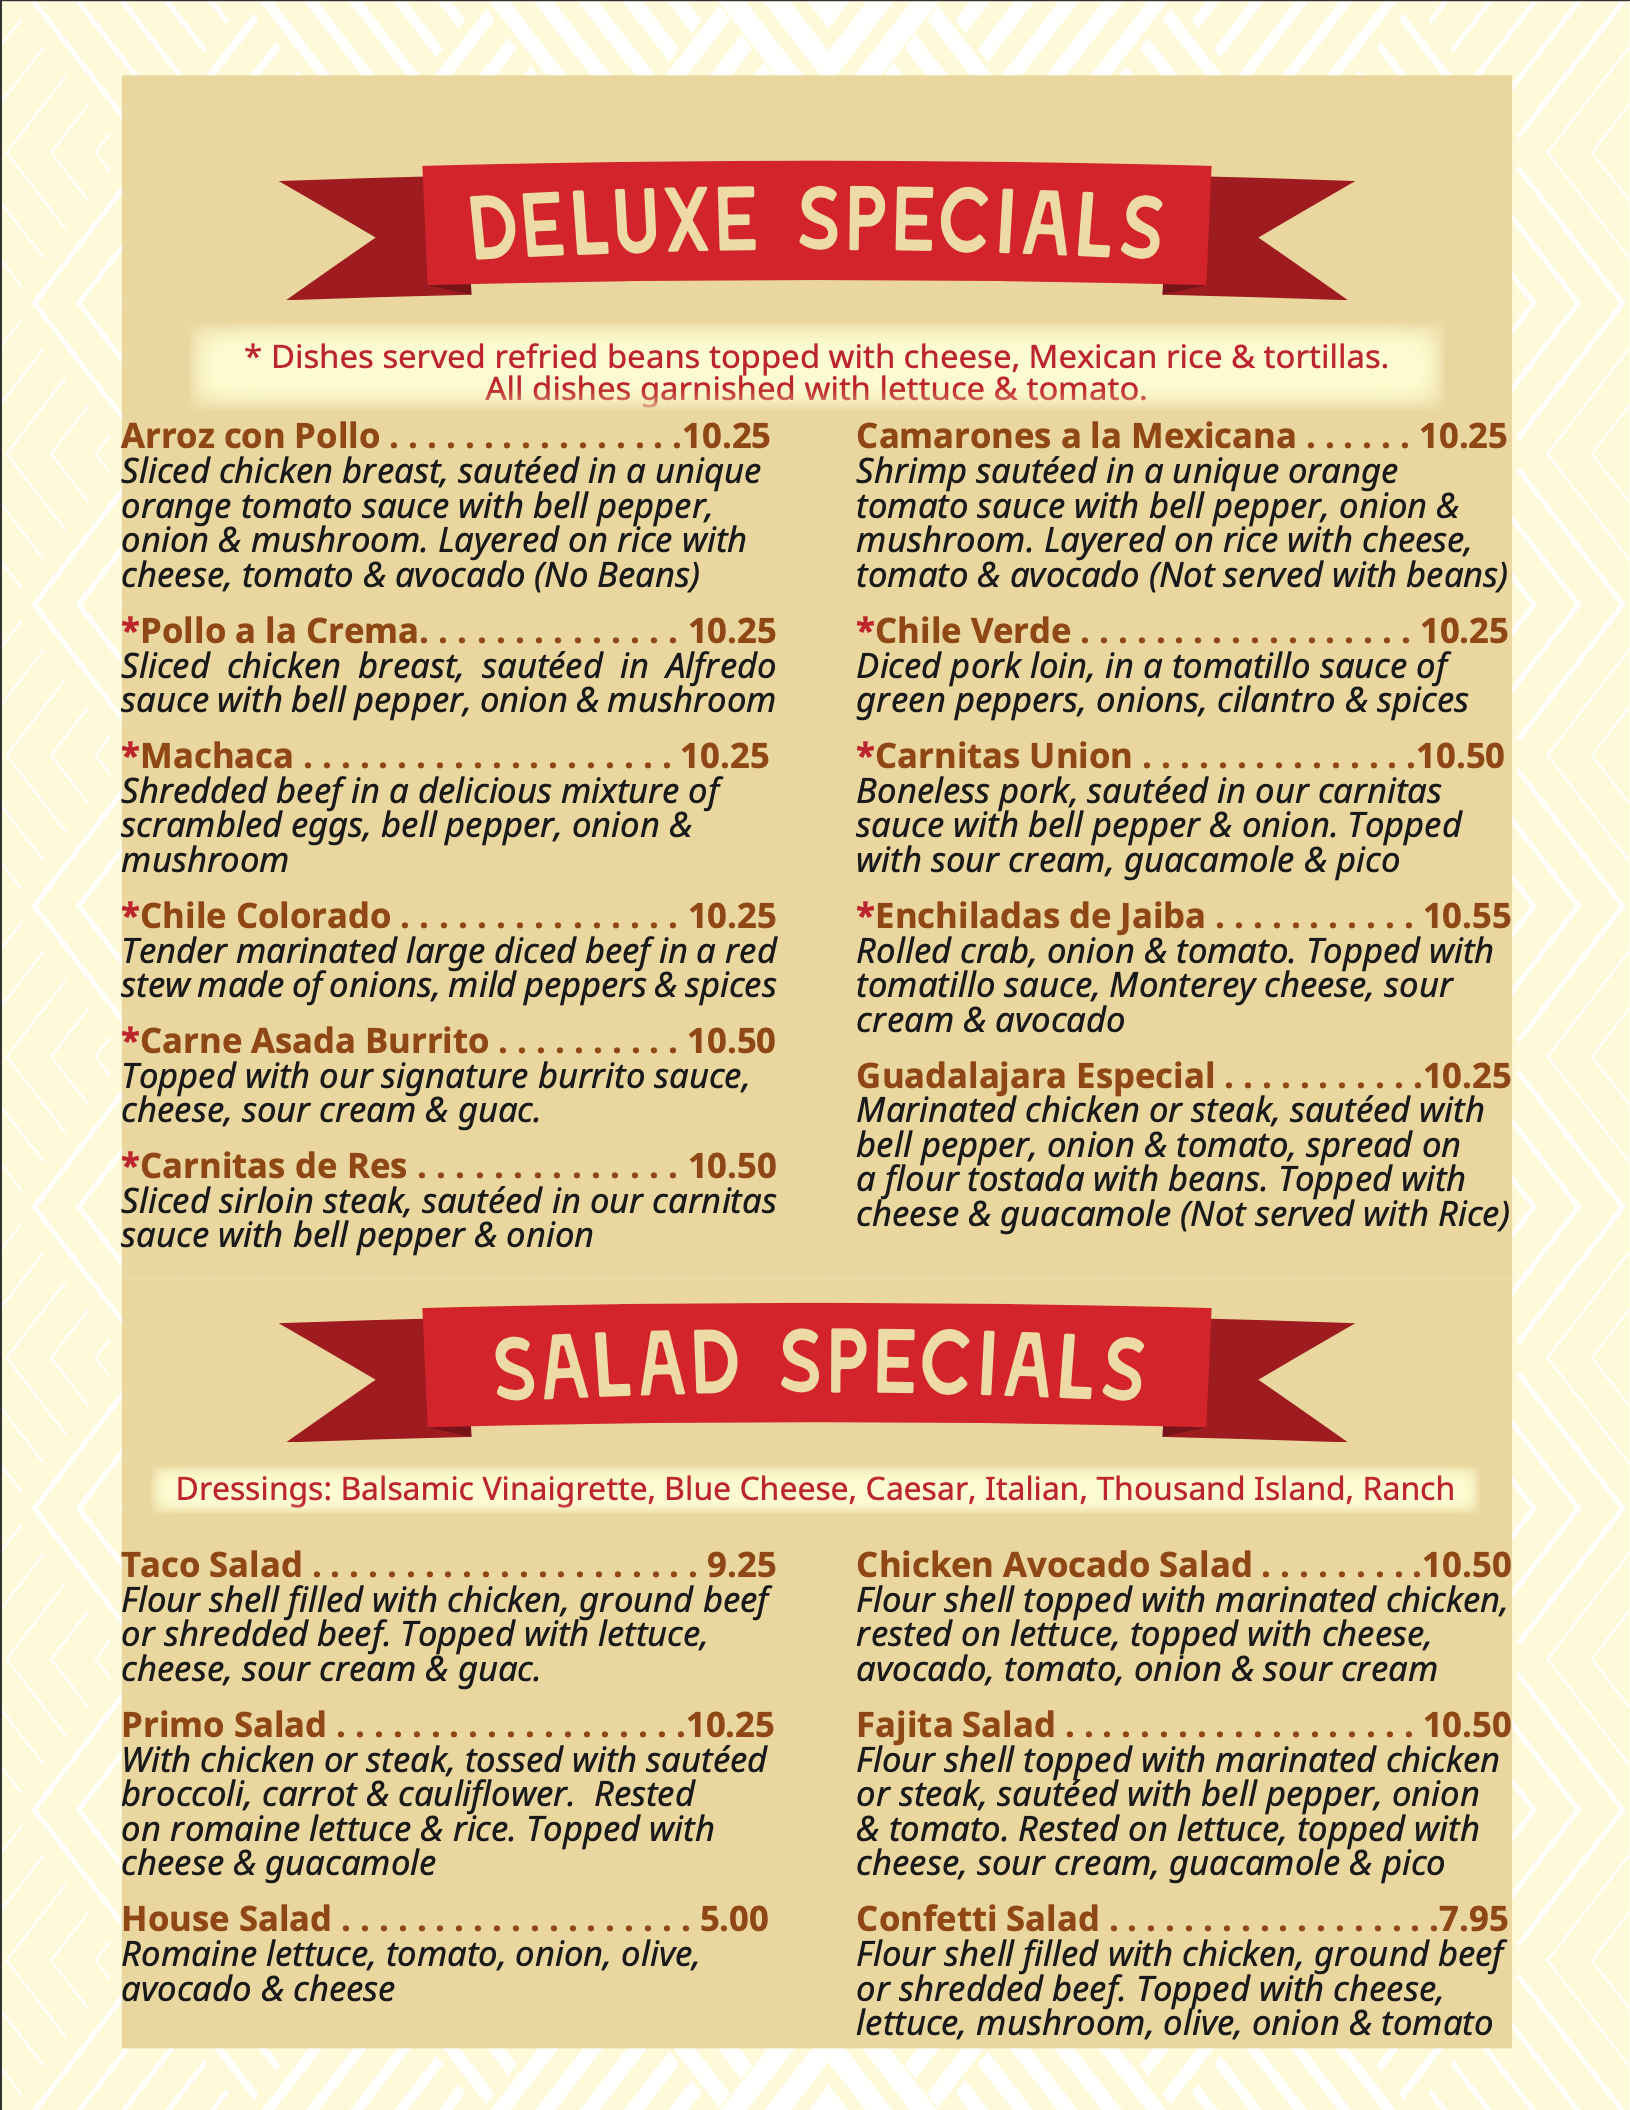 DELUXE SPECIALS
* Dishes served refried beans topped with cheese, Mexican rice & tortillas.
All dishes garnished with lettuce & tomato.
Arroz con Pollo . . . . . . . . . . . . . . . .10.25
Sliced chicken breast, sautéed in a unique
orange tomato sauce with bell pepper,
onion & mushroom. Layered on rice with
cheese, tomato & avocado (No Beans)
*Pollo a la Crema. . . . . . . . . . . . . . 10.25
Sliced chicken breast, sautéed in Alfredo
sauce with bell pepper, onion & mushroom
*Machaca . . . . . . . . . . . . . . . . . . . . 10.25
Shredded beef in a delicious mixture of
scrambled eggs, bell pepper, onion &
mushroom
*Chile Colorado . . . . . . . . . . . . . . . 10.25
Tender marinated large diced beef in a red
stew made of onions, mild peppers & spices
*Carne Asada Burrito . . . . . . . . . . 10.50
Topped with our signature burrito sauce,
cheese, sour cream & guac.
*Carnitas de Res . . . . . . . . . . . . . . 10.50
Sliced sirloin steak, sautéed in our carnitas
sauce with bell pepper & onion
Camarones a la Mexicana . . . . . . 10.25
Shrimp sautéed in a unique orange
tomato sauce with bell pepper, onion &
mushroom. Layered on rice with cheese,
tomato & avocado (Not served with beans)
*Chile Verde . . . . . . . . . . . . . . . . . . 10.25
Diced pork loin, in a tomatillo sauce of
green peppers, onions, cilantro & spices
*Carnitas Union . . . . . . . . . . . . . . .10.50
Boneless pork, sautéed in our carnitas
sauce with bell pepper & onion. Topped
with sour cream, guacamole & pico
*Enchiladas de Jaiba . . . . . . . . . . . 10.55
Rolled crab, onion & tomato. Topped with
tomatillo sauce, Monterey cheese, sour
cream & avocado
Guadalajara Especial . . . . . . . . . . .10.25
Marinated chicken or steak, sautéed with
bell pepper, onion & tomato, spread on
a flour tostada with beans. Topped with
cheese & guacamole (Not served with Rice)
SALAD SPECIALS
Dressings: Balsamic Vinaigrette, Blue Cheese, Caesar, Italian, Thousand Island, Ranch
Taco Salad . . . . . . . . . . . . . . . . . . . . . 9.25
Flour shell filled with chicken, ground beef
or shredded beef. Topped with lettuce,
cheese, sour cream & guac.
Primo Salad . . . . . . . . . . . . . . . . . . .10.25
With chicken or steak, tossed with sautéed
broccoli, carrot & cauliflower.  Rested
on romaine lettuce & rice. Topped with
cheese & guacamole
House Salad . . . . . . . . . . . . . . . . . . . 5.00
Romaine lettuce, tomato, onion, olive,
avocado & cheese
Chicken Avocado Salad . . . . . . . . .10.50
Flour shell topped with marinated chicken,
rested on lettuce, topped with cheese,
avocado, tomato, onion & sour cream
Fajita Salad . . . . . . . . . . . . . . . . . . . 10.50
Flour shell topped with marinated chicken
or steak, sautéed with bell pepper, onion
& tomato. Rested on lettuce, topped with
cheese, sour cream, guacamole & pico
Confetti Salad . . . . . . . . . . . . . . . . . .7.95
Flour shell filled with chicken, ground beef
or shredded beef. Topped with cheese,
lettuce, mushroom, olive, onion & tomato